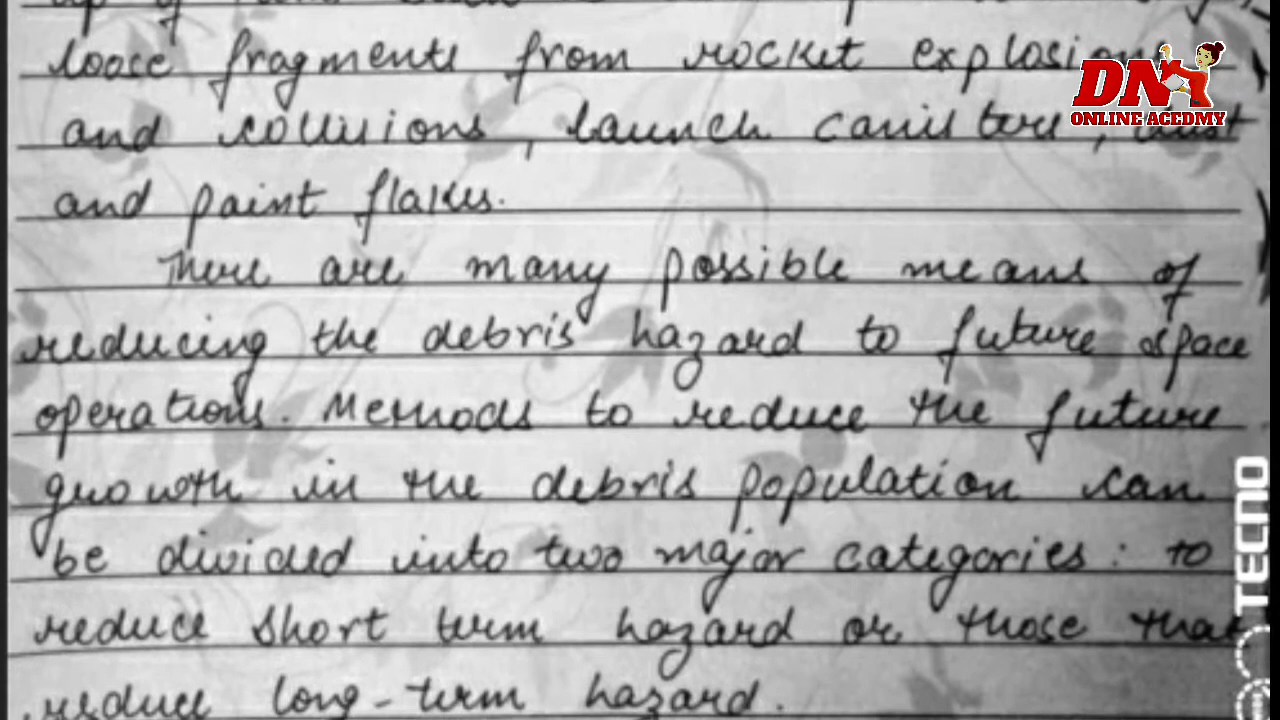 up of
loose fragments from rocket explosions
and collisions, launch canisters, dust
and paint flakes.
There are many possible means of
reducing the debris hazard to future space
operations. Methods to reduce the future
growth in the debris population can
be divided into two major categories: to
reduce short term hazard or those that
reduce long-term hazard.
DN
ONLINE ACEDMY
TECNO